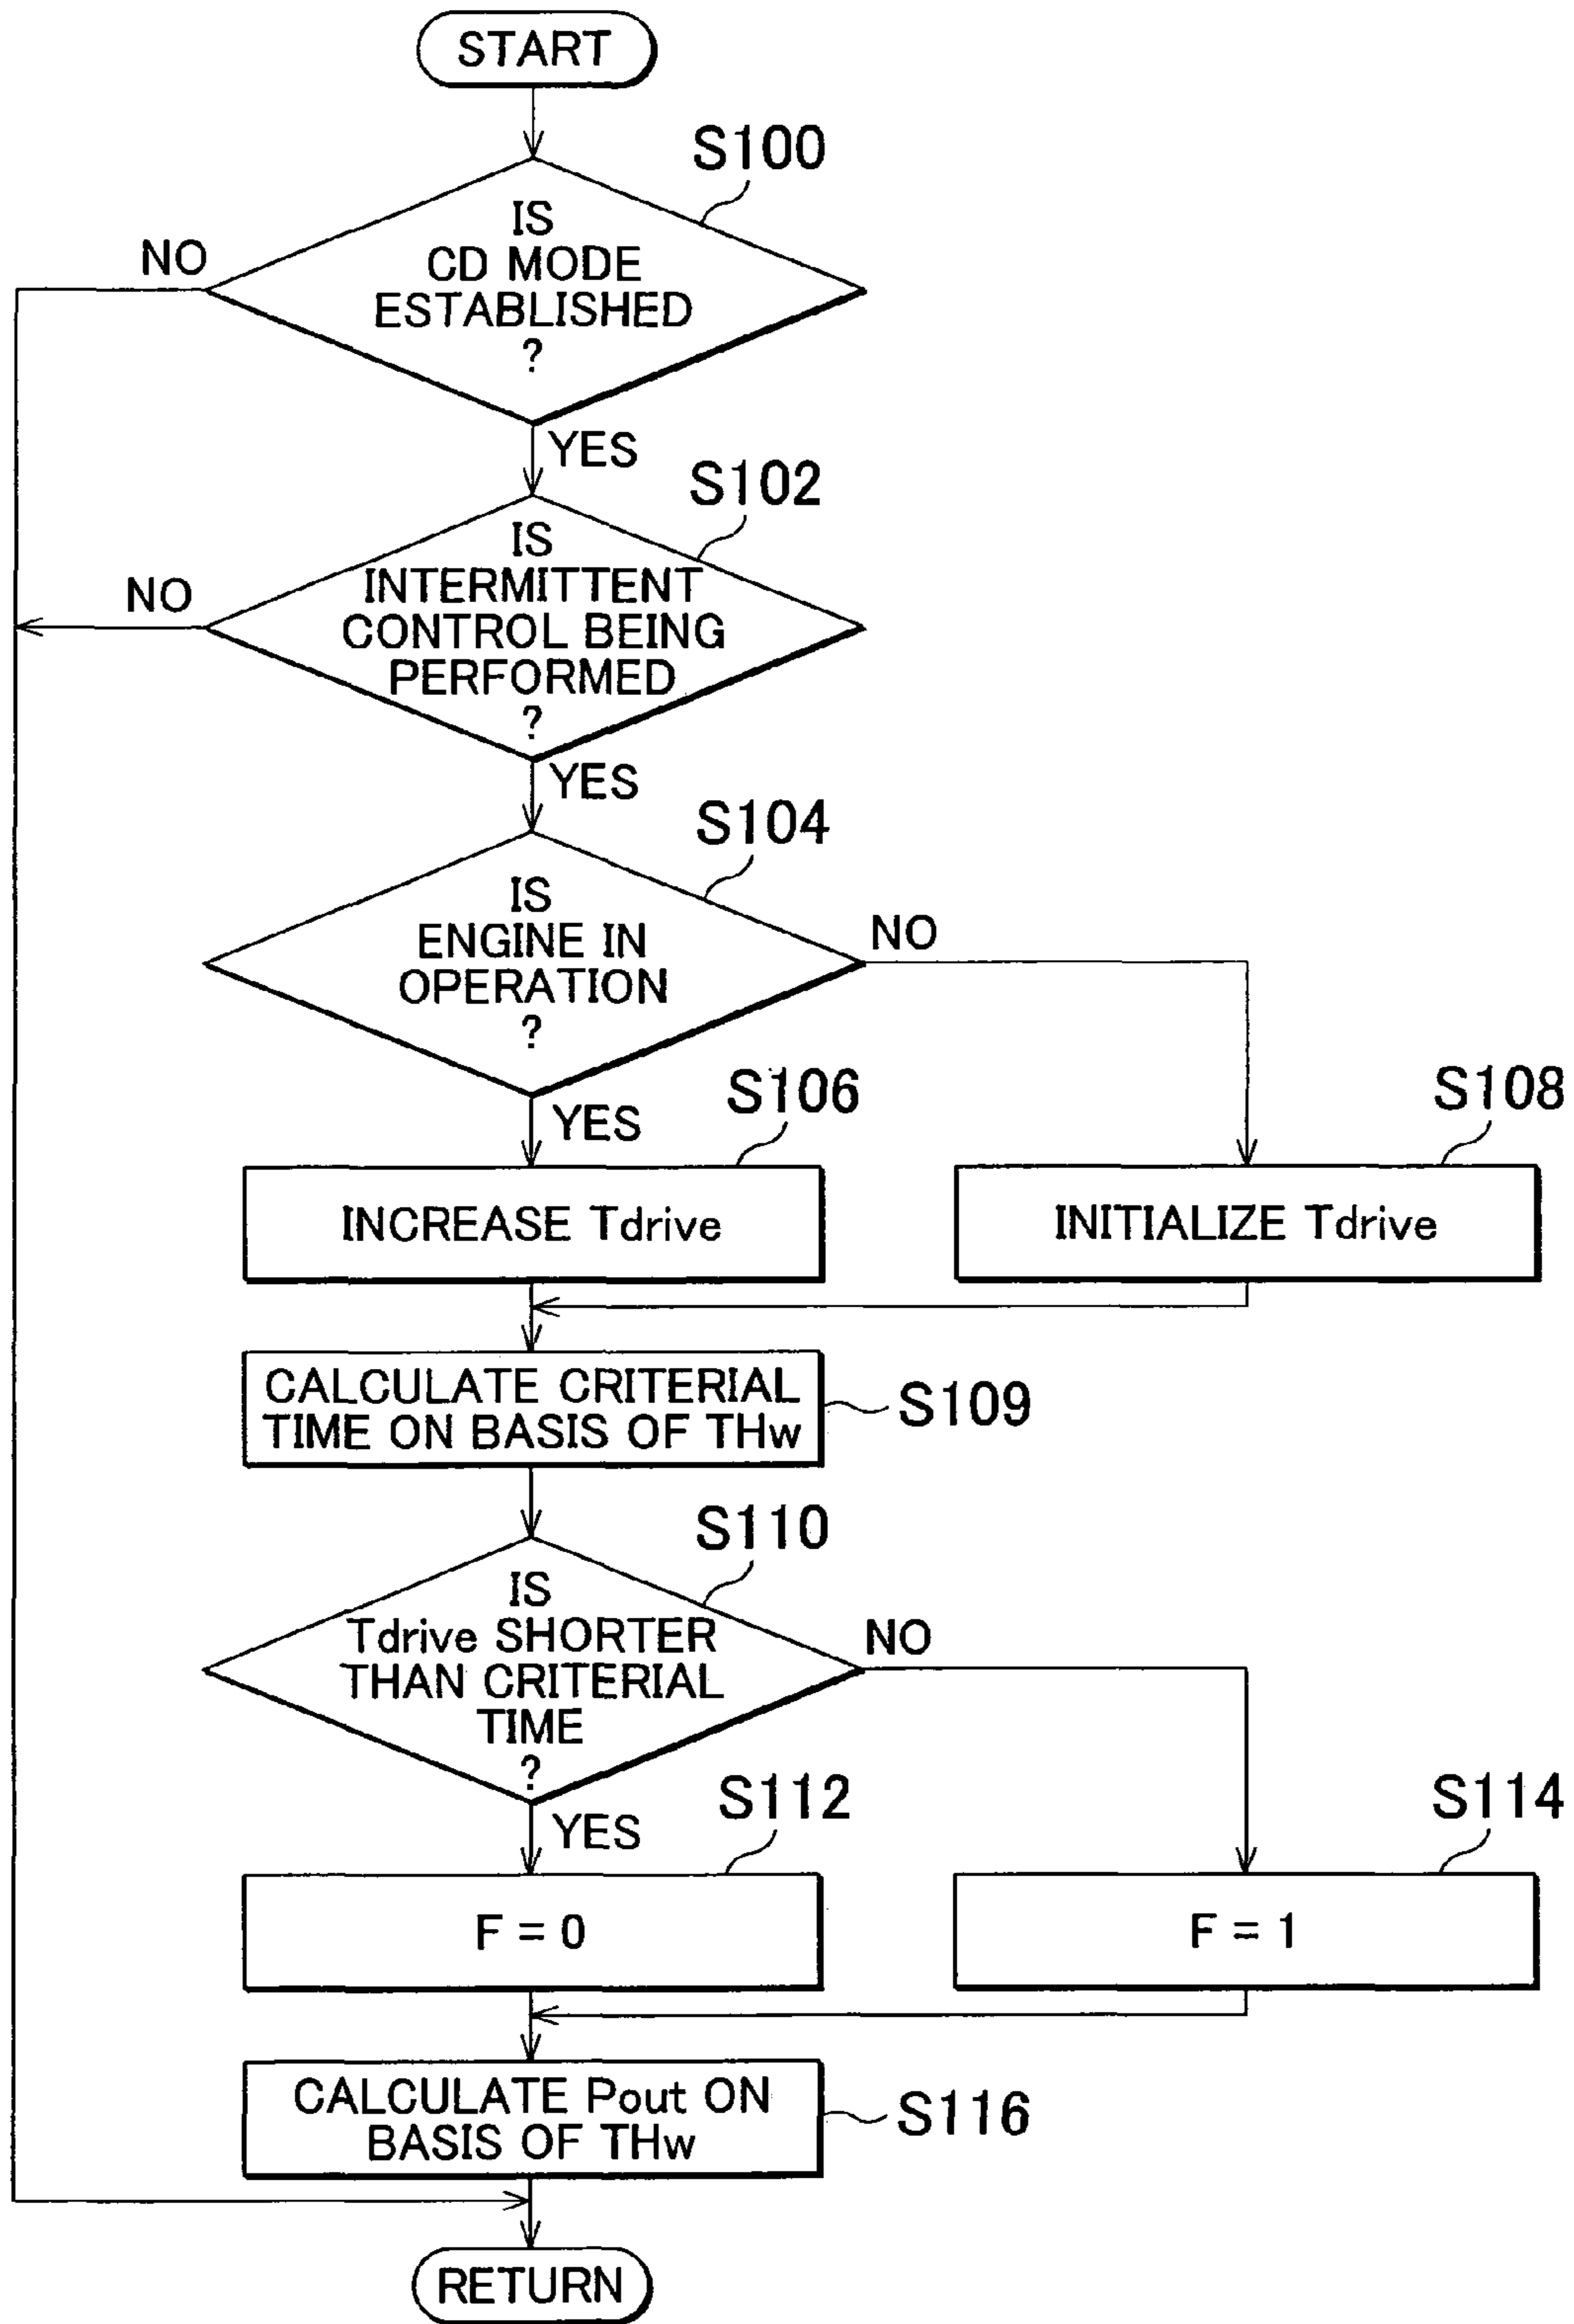 START
S100
IS
CD MODE
ESTABLISHED
?
NO
YES
S102
IS
INTERMITTENT
CONTROL BEING
PERFORMED
?
NO
YES
S104
IS
ENGINE IN
OPERATION
?
NO
YES
S106
INCREASE Tdrive
S108
INITIALIZE Tdrive
CALCULATE CRITERIAL
TIME ON BASIS OF THw
S109
S110
IS
Tdrive SHORTER
THAN CRITERIAL
TIME
?
NO
YES
S112
F = 0
S114
F = 1
CALCULATE Pout ON
BASIS OF THw
S116
RETURN